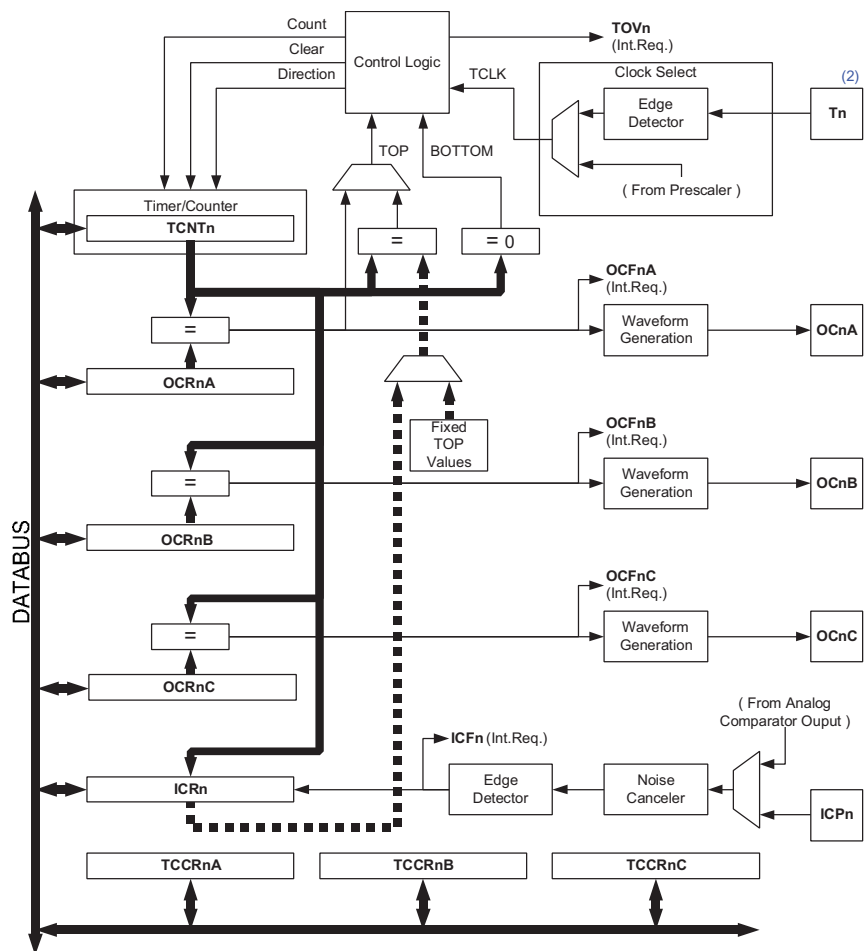 Count
Clear
Direction
Control Logic
TOVn
(Int.Req.)
TCLK
Clock Select
Edge
Detector
( From Prescaler )
(2)
Tn
TOP
BOTTOM
Timer/Counter
TCNTn
=
= 0
=
OCRnA
OCFnA
(Int.Req.)
Waveform
Generation
OCnA
Fixed
TOP
Values
=
OCRnB
OCFnB
(Int.Req.)
Waveform
Generation
OCnB
DATABUS
=
OCRnC
OCFnC
(Int.Req.)
Waveform
Generation
OCnC
( From Analog
Comparator Ouput )
ICFn (Int.Req.)
ICRn
Edge
Detector
Noise
Canceler
ICPn
TCCRnA
TCCRnB
TCCRnC